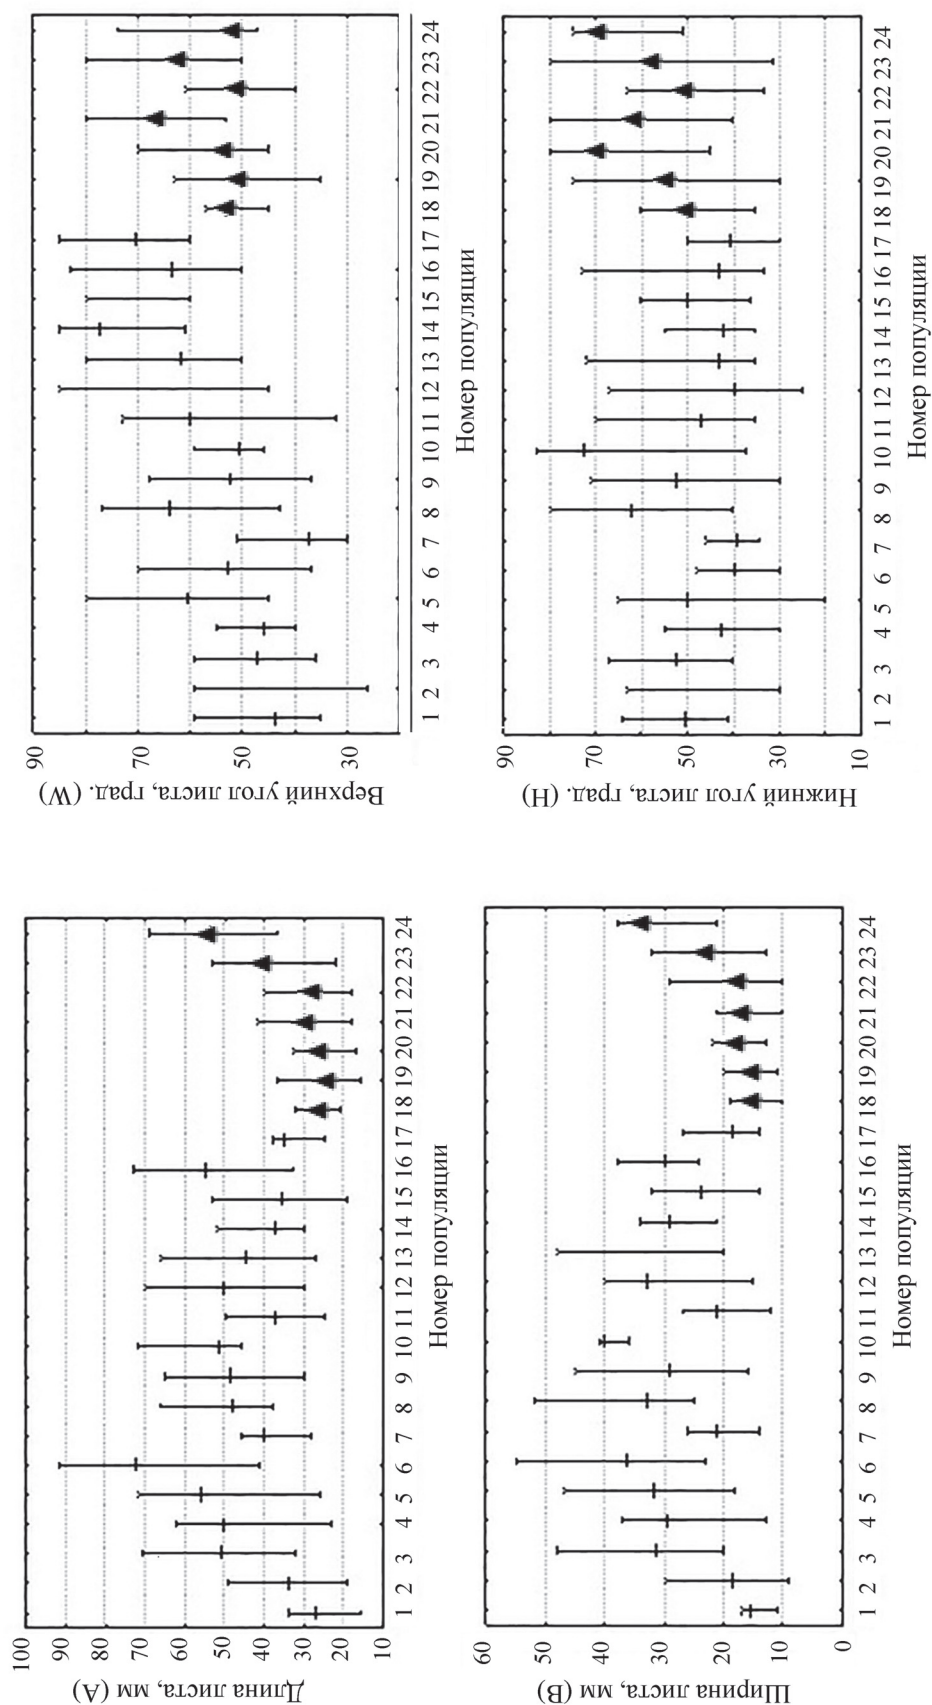 Длина листа, мм (А)
100 90 80 70 60 50 40 30 20 10
1 2 3 4 5 6 7 8 9 10 11 12 13 14 15 16 17 18 19 20 21 22 23 24
Номер популяции
Верхний угол листа, град. (W)
90 70 50 30
1 2 3 4 5 6 7 8 9 10 11 12 13 14 15 16 17 18 19 20 21 22 23 24
Номер популяции
Ширина листа, мм (В)
60 50 40 30 20 10 0
1 2 3 4 5 6 7 8 9 10 11 12 13 14 15 16 17 18 19 20 21 22 23 24
Номер популяции
Нижний угол листа, град. (Н)
90 70 50 30 10
1 2 3 4 5 6 7 8 9 10 11 12 13 14 15 16 17 18 19 20 21 22 23 24
Номер популяции